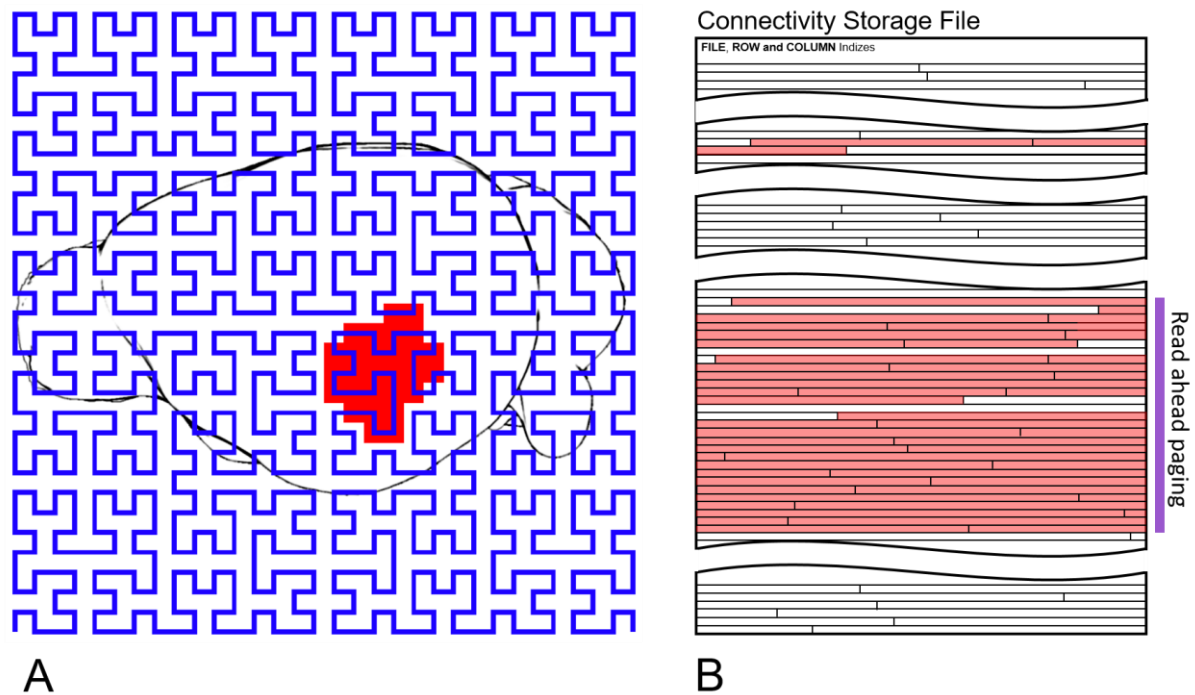 Connectivity Storage File
FILE, ROW and COLUMN Indizes
Read ahead paging
A
B